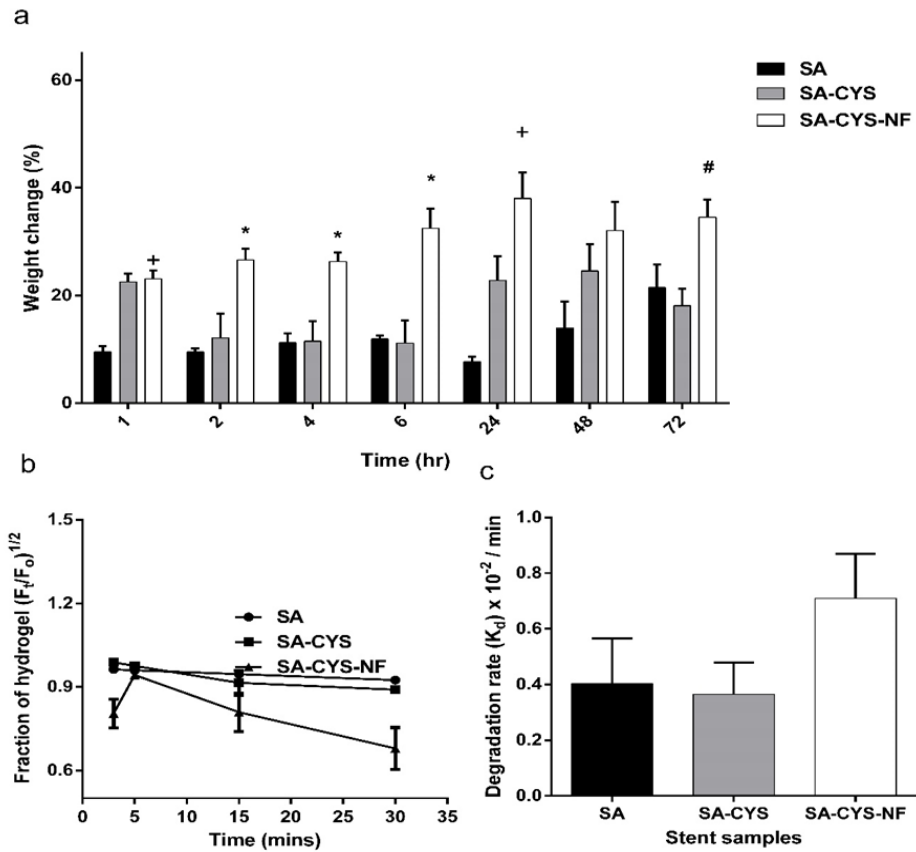 a
SA
SA-CYS
SA-CYS-NF
60
40
20
0
Weight change (%)
+
*
*
*
+
#
1
2
4
6
24
48
72
Time (hr)
b
1.5
1.2
0.9
0.6
Fraction of hydrogel (Ft/Fo)1/2
SA
SA-CYS
SA-CYS-NF
0
5
10
15
20
25
30
35
Time (mins)
c
1.0
0.8
0.6
0.4
0.2
0.0
Degradation rate (Kd) x 10-2 / min
SA
SA-CYS
SA-CYS-NF
Stent samples